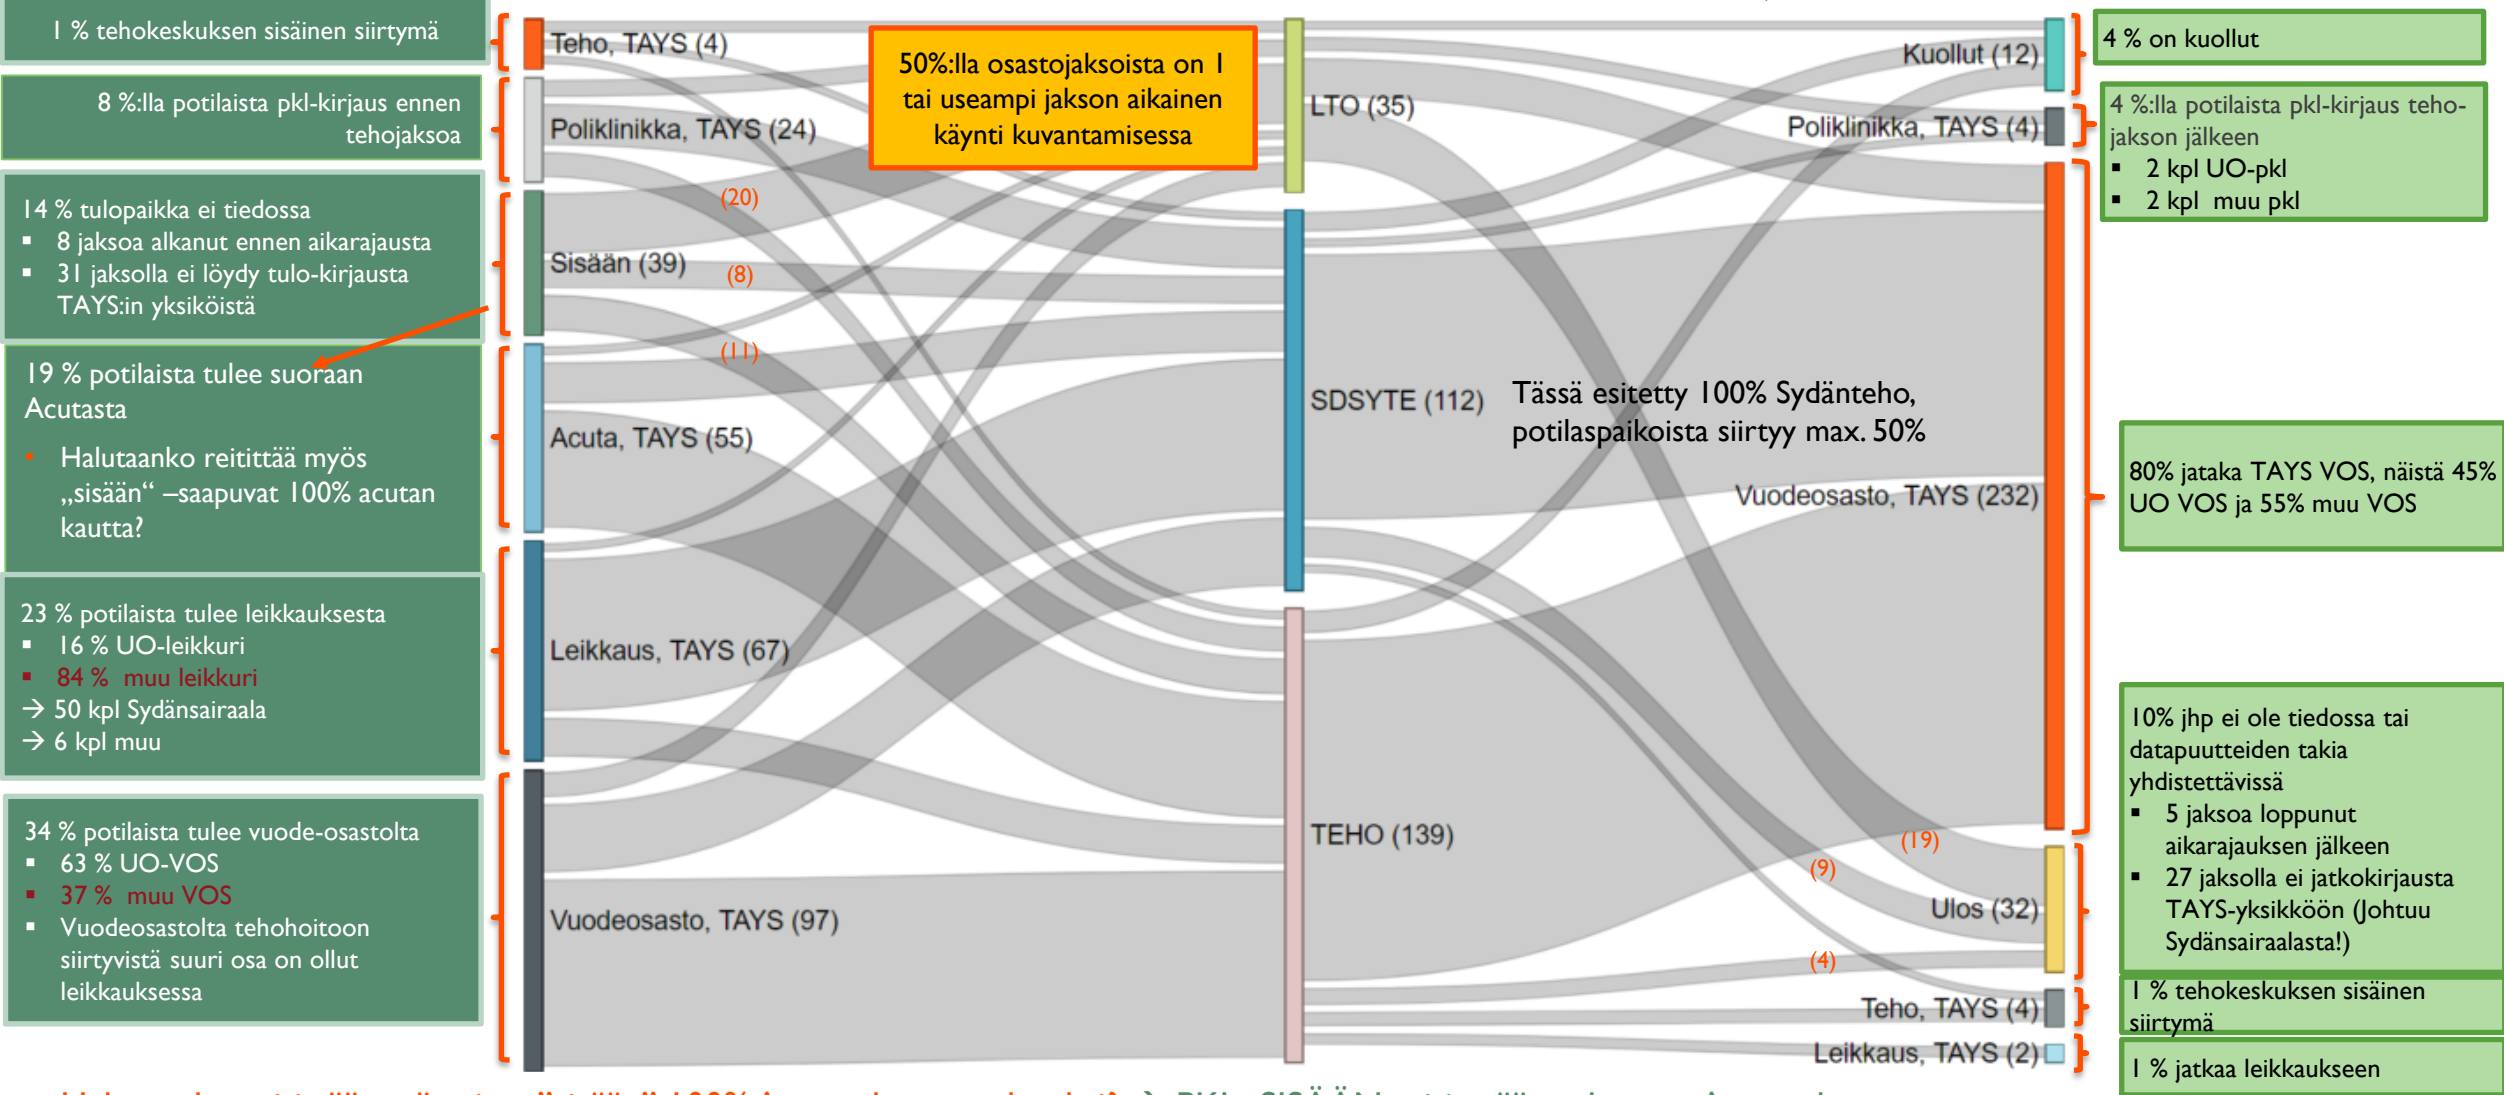 1 % tehokeskuksen sisäinen siirtymä
8 %:lla potilaista pkl-kirjaus ennen
tehojaksoa
14 % tulopaikka ei tiedossa
▪ 8 jaksoa alkanut ennen aikarajausta
▪ 31 jaksolla ei löydy tulo-kirjausta
TAYS:in yksiköistä
19 % potilaista tulee suoraan
Acutasta
• Halutaanko reitittää myös
„sisään“ –saapuvat 100% acutan
kautta?
23 % potilaista tulee leikkauksesta
▪ 16 % UO-leikkuri
▪ 84 % muu leikkuri
→ 50 kpl Sydänsairaala
→ 6 kpl muu
34 % potilaista tulee vuode-osastolta
▪ 63 % UO-VOS
▪ 37 % muu VOS
▪ Vuodeosastolta tehohoitoon
siirtyvistä suuri osa on ollut
leikkauksessa
Teho, TAYS (4)
Poliklinikka, TAYS (24)
Sisään (39)
Acuta, TAYS (55)
Leikkaus, TAYS (67)
Vuodeosasto, TAYS (97)
(20)
(8)
(11)
50%:lla osastojaksoista on 1
tai useampi jakson aikainen
käynti kuvantamisessa
LTO (35)
SDSYTE (112)
TEHO (139)
Tässä esitetty 100% Sydänteho,
potilaspaikoista siirtyy max. 50%
Kuollut (12)
Poliklinikka, TAYS (4)
Vuodeosasto, TAYS (232)
(19)
(9)
Ulos (32)
(4)
Teho, TAYS (4)
Leikkaus, TAYS (2)
4 % on kuollut
4 %:lla potilaista pkl-kirjaus teho-
jakson jälkeen
▪ 2 kpl UO-pkl
▪ 2 kpl muu pkl
80% jataka TAYS VOS, näistä 45%
UO VOS ja 55% muu VOS
10% jhp ei ole tiedossa tai
datapuutteiden takia
yhdistettävissä
▪ 5 jaksoa loppunut
aikarajauksen jälkeen
▪ 27 jaksolla ei jatkokirjausta
TAYS-yksikköön (Johtuu
Sydänsairaalasta!)
1 % tehokeskuksen sisäinen
siirtymä
1 % jatkaa leikkaukseen